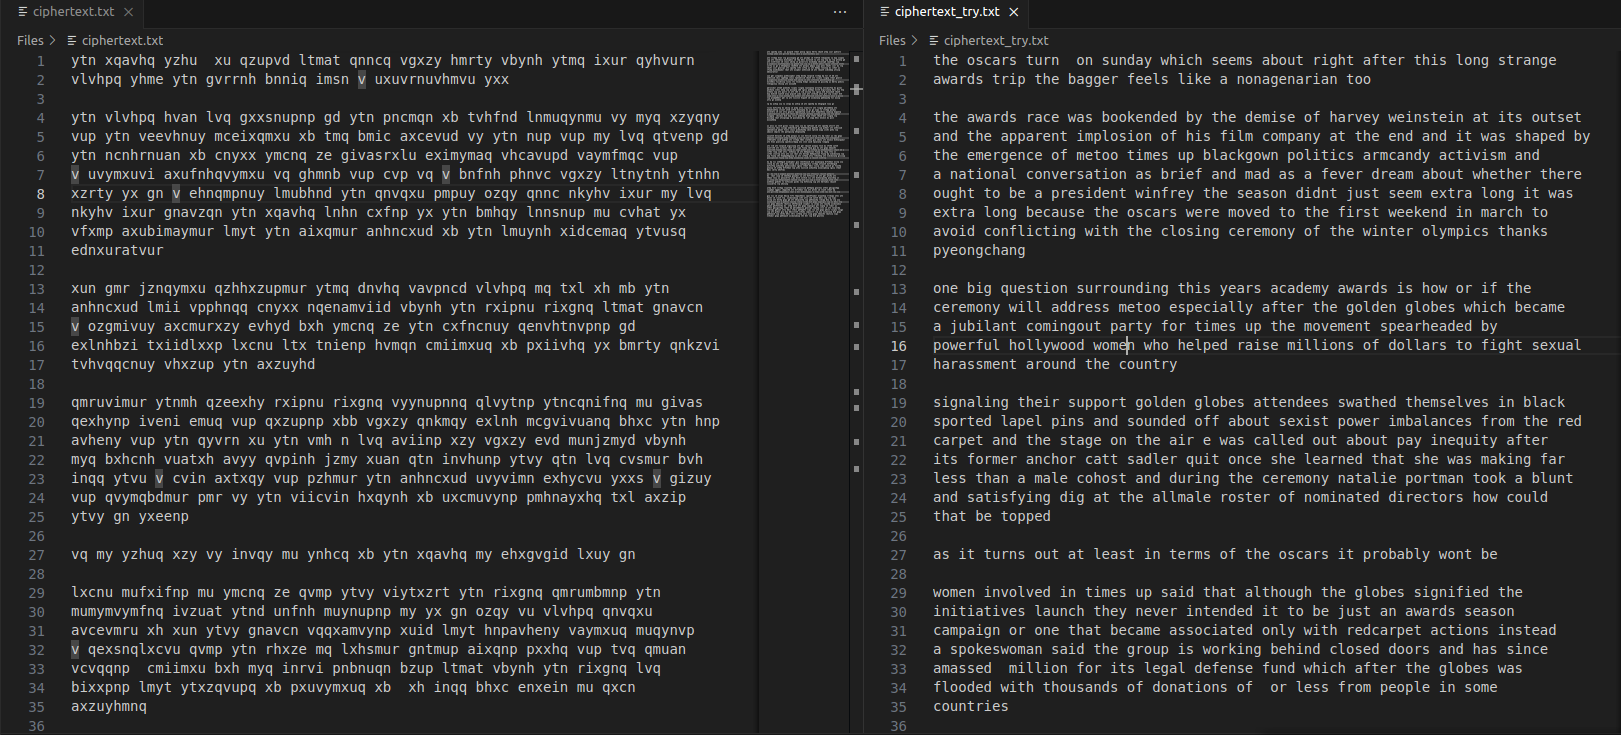 ciphertext.txt
Files > ciphertext.txt
1 ytn xqavhq yzhu  xu qzupvd ltmat qnncq vgxzy hmrty vbynh ytmq ixur qyhvurn
2 vlvhpq yhme ytn gvrrnh bnniq imsn v uxuvrnuvhmvu yxx
3
4 ytn vlvhpq hvan lvq gxxsnupnp gd ytn pncmqn xb tvhfnd lnmuqynmu vy myq xzyqny
5 vup ytn veevhnuy mceixqmxu xb tmq bmic axcevud vy ytn nup vup my lvq qtvenp gd
6 ytn ncnhrnuan xb cnyxx ymcnq ze givasrxlu eximymaq vhcavupd vaymfmqc vup
7 v uvymxuvi axufnhqvymxu vq ghmnb vup cvp vq v bnfnh phnvc vgxzy ltnytnh ytnhn
8 xzrty yx gn v ehnqmpnuy lmubhnd ytn qnvqxu pmpuy ozqy qnnc nkyhv ixur my lvq
9 nkyhv ixur gnavzqn ytn xqavhq lnhn cxfnp yx ytn bmhqy lnnsnup mu cvhat yx
10 vfxmp axubimaymur lmyt ytn aixqmur anhncxud xb ytn lmuynh xidcemaq ytvusq
11 ednxuratvur
12
13 xun gmr jznqymxu qzhhxzupmur ytmq dnvhq vavpncd vlvhpq mq txl xh mb ytn
14 anhncxud lmii vpphnqq cnyxx nqenamviid vbynh ytn rxipnu rixgnq ltmat gnavcn
15 v ozgmivuy axcmurxzy evhyd bxh ymcnq ze ytn cxfncnuy qenvhtnvpnp gd
16 exlnhbzi txiidlxxp lxcnu ltx tnienp hvmqn cmiimxuq xb pxiivhq yx bmrty qnkzvi
17 tvhvqqcnuy vhxzup ytn axzuyhd
18
19 qmruvimur ytnmh qzeexhy rxipnu rixgnq vyynupnnq qlvytnp ytncqnifnq mu givas
20 qexhynp iveni emuq vup qxzupnp xbb vgxzy qnkmqy exlnh mcgvivuanq bhxc ytn hnp
21 avheny vup ytn qyvrn xu ytn vmh n lvq aviinp xzy vgxzy evd munjzmyd vbynh
22 myq bxhcnh vuatxh avyy qvpinh jzmy xuan qtn invhunp ytvy qtn lvq cvsmur bvh
23 inqq ytvu v cvin axtxqy vup pzhmur ytn anhncxud uvyvimn exhycvu yxxs v gizuy
24 vup qvymqbdmur pmr vy ytn viicvin hxqynh xb uxcmuvynp pmhnayxhq txl axzip
25 ytvy gn yxeenp
26
27 vq my yzhuq xzy vy invqy mu ynhcq xb ytn xqavhq my ehxgvgid lxuy gn
28
29 lxcnu mufxifnp mu ymcnq ze qvmp ytvy viytxzrt ytn rixgnq qmrumbmnp ytn
30 mumymvymfnq ivzuat ytnd unfnh muynupnp my yx gn ozqy vu vlvhpq qnvqxu
31 avcevmru xh xun ytvy gnavcn vqqxamvynp xuid lmyt hnpavheny vaymxuq muqynvp
32 v qexsnqlxcvu qvmp ytn rhxze mq lxhsmur gntmup aixqnp pxxhq vup tvq qmuan
33 vcvqqnp  cmiimxu bxh myq inrvi pnbnuqn bzup ltmat vbynh ytn rixgnq lvq
34 bixxpnp lmyt ytxzqvupq xb pxuvymxuq xb  xh inqq bhxc enxein mu qxcn
35 axzuyhmnq
36
ciphertext_try.txt
Files > ciphertext_try.txt
1 the oscars turn  on sunday which seems about right after this long strange
2 awards trip the bagger feels like a nonagenarian too
3
4 the awards race was bookended by the demise of harvey weinstein at its outset
5 and the apparent implosion of his film company at the end and it was shaped by
6 the emergence of metoo times up blackgown politics armcandy activism and
7 a national conversation as brief and mad as a fever dream about whether there
8 ought to be a president winfrey the season didnt just seem extra long it was
9 extra long because the oscars were moved to the first weekend in march to
10 avoid conflicting with the closing ceremony of the winter olympics thanks
11 pyeongchang
12
13 one big question surrounding this years academy awards is how or if the
14 ceremony will address metoo especially after the golden globes which became
15 a jubilant comingout party for times up the movement spearheaded by
16 powerful hollywood women who helped raise millions of dollars to fight sexual
17 harassment around the country
18
19 signaling their support golden globes attendees swathed themselves in black
20 sported lapel pins and sounded off about sexist power imbalances from the red
21 carpet and the stage on the air e was called out about pay inequity after
22 its former anchor catt sadler quit once she learned that she was making far
23 less than a male cohost and during the ceremony natalie portman took a blunt
24 and satisfying dig at the allmale roster of nominated directors how could
25 that be topped
26
27 as it turns out at least in terms of the oscars it probably wont be
28
29 women involved in times up said that although the globes signified the
30 initiatives launch they never intended it to be just an awards season
31 campaign or one that became associated only with redcarpet actions instead
32 a spokeswoman said the group is working behind closed doors and has since
33 amassed  million for its legal defense fund which after the globes was
34 flooded with thousands of donations of  or less from people in some
35 countries
36